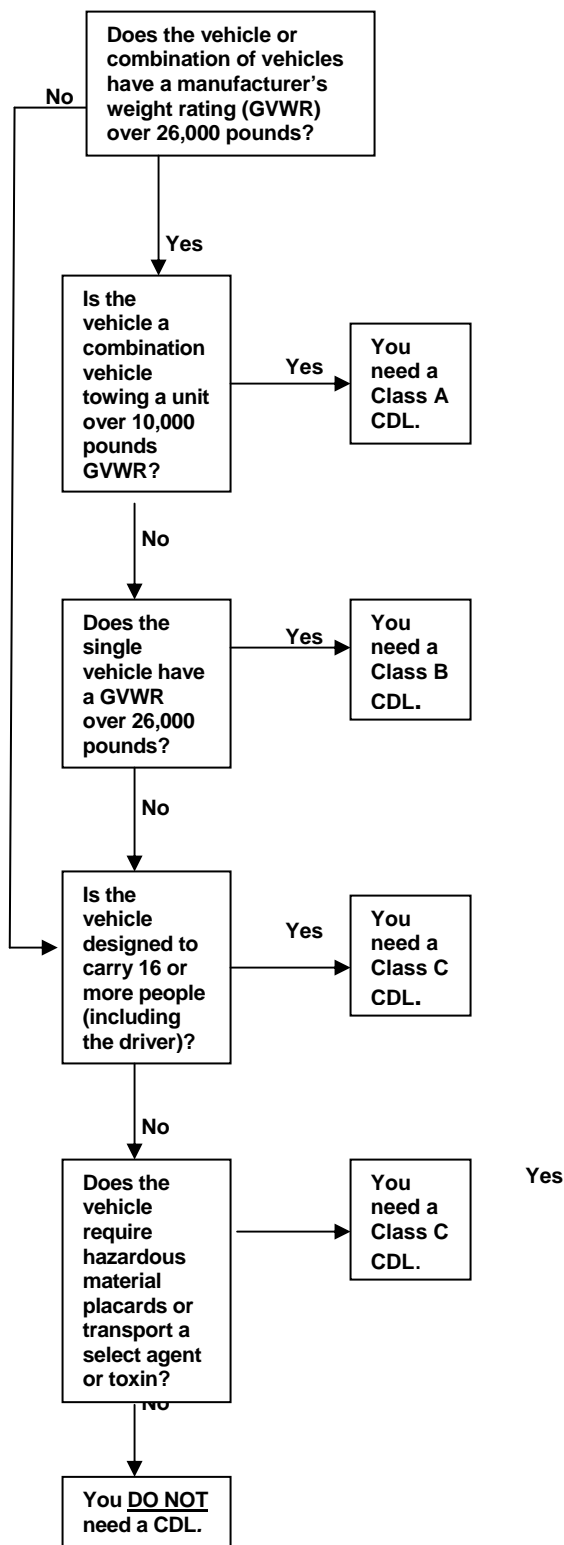 Does the vehicle or
combination of vehicles
have a manufacturer’s
weight rating (GVWR)
over 26,000 pounds?
No
Yes
Is the
vehicle a
combination
vehicle
towing a unit
over 10,000
pounds
GVWR?
Yes
You
need a
Class A
CDL.
No
Does the
single
vehicle have
a GVWR
over 26,000
pounds?
Yes
You
need a
Class B
CDL.
No
Is the
vehicle
designed to
carry 16 or
more people
(including
the driver)?
Yes
You
need a
Class C
CDL.
No
Does the
vehicle
require
hazardous
material
placards or
transport a
select agent
or toxin?
You
need a
Class C
CDL.
Yes
No
You DO NOT
need a CDL.